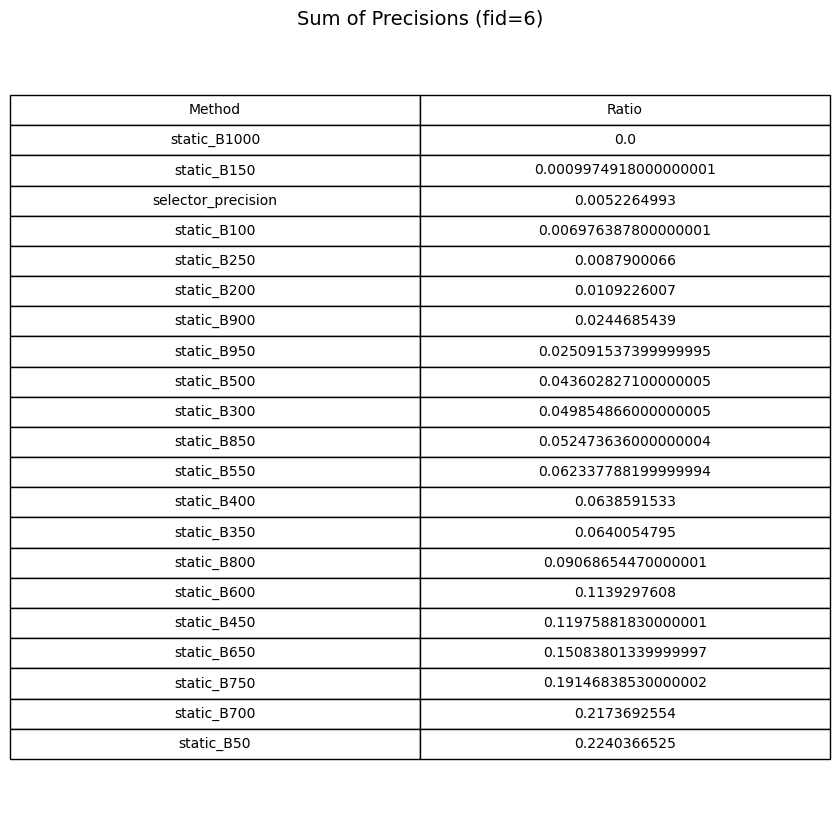 Sum of Precisions (fid=6)
Method Ratio
static_B1000 0.0
static_B150 0.0009974918000000001
selector_precision 0.0052264993
static_B100 0.006976387800000001
static_B250 0.0087900066
static_B200 0.0109226007
static_B900 0.0244685439
static_B950 0.025091537399999995
static_B500 0.043602827100000005
static_B300 0.049854866000000005
static_B850 0.052473636000000004
static_B550 0.062337788199999994
static_B400 0.0638591533
static_B350 0.0640054795
static_B800 0.09068654470000001
static_B600 0.1139297608
static_B450 0.11975881830000001
static_B650 0.15083801339999997
static_B750 0.19146838530000002
static_B700 0.2173692554
static_B50 0.2240366525